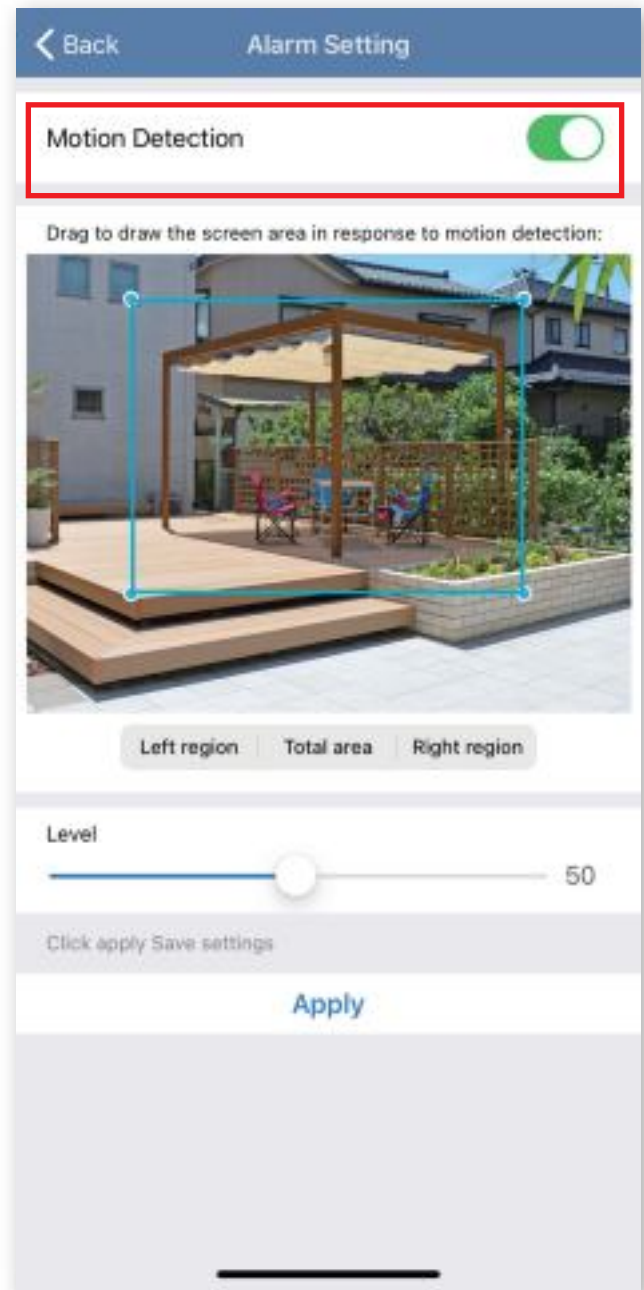 Back
Alarm Setting
Motion Detection
Drag to draw the screen area in response to motion detection:
Left region Total area Right region
Level
50
Click apply Save settings
Apply